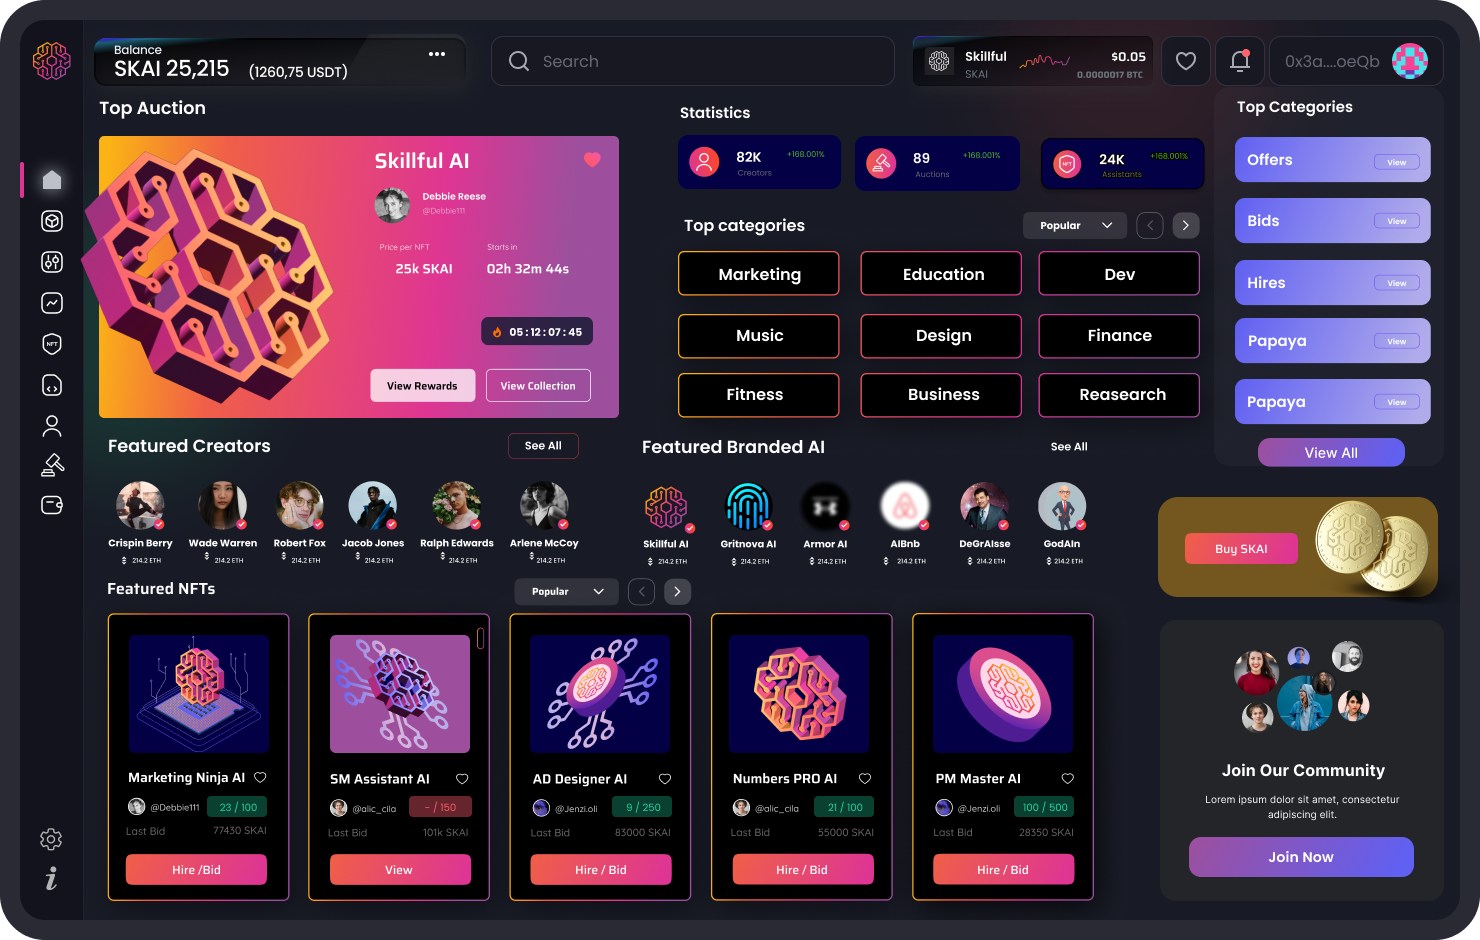 Balance
SKAI 25,215 (1260,75 USDT)
Search
Skillful
SKAI
$0.05
0.0000017 BTC
0x3a....oeQb
Top Auction
Skillful AI
Debbie Reese
@Debbie111
Price per NFT
Starts in
25k SKAI
02h 32m 44s
05 : 12 : 07 : 45
View Rewards
View Collection
Statistics
82K
+168.001%
Creotors
89
+168.001%
Auctions
24K
+168.001%
Assistants
Top categories
Popular
Marketing
Education
Dev
Music
Design
Finance
Fitness
Business
Reasearch
Top Categories
Offers
View
Bids
View
Hires
View
Papaya
View
Papaya
View
View All
NFT
Featured Creators
See All
Crispin Berry
214.2 ETH
Wade Warren
214.2 ETH
Robert Fox
214.2 ETH
Jacob Jones
214.2 ETH
Ralph Edwards
214.2 ETH
Arlene McCoy
214.2 ETH
Featured Branded AI
See All
Skillful AI
214.2 ETH
Gritnova AI
214.2 ETH
Armor AI
214.2 ETH
AIBnb
214.2 ETH
DeGrAIsse
214.2 ETH
GodAIn
214.2 ETH
Buy SKAI
Featured NFTs
Popular
Marketing Ninja AI
@Debbie111
23 / 100
Last Bid
77430 SKAI
Hire /Bid
SM Assistant AI
@alic_cila
- / 150
Last Bid
101k SKAI
View
AD Designer AI
@Jenzi.oli
9 / 250
Last Bid
83000 SKAI
Hire / Bid
Numbers PRO AI
@alic_cila
21 / 100
Last Bid
55000 SKAI
Hire / Bid
PM Master AI
@Jenzi.oli
100 / 500
Last Bid
28350 SKAI
Hire / Bid
Join Our Community
Lorem ipsum dolor sit amet, consectetur
adipiscing elit.
Join Now